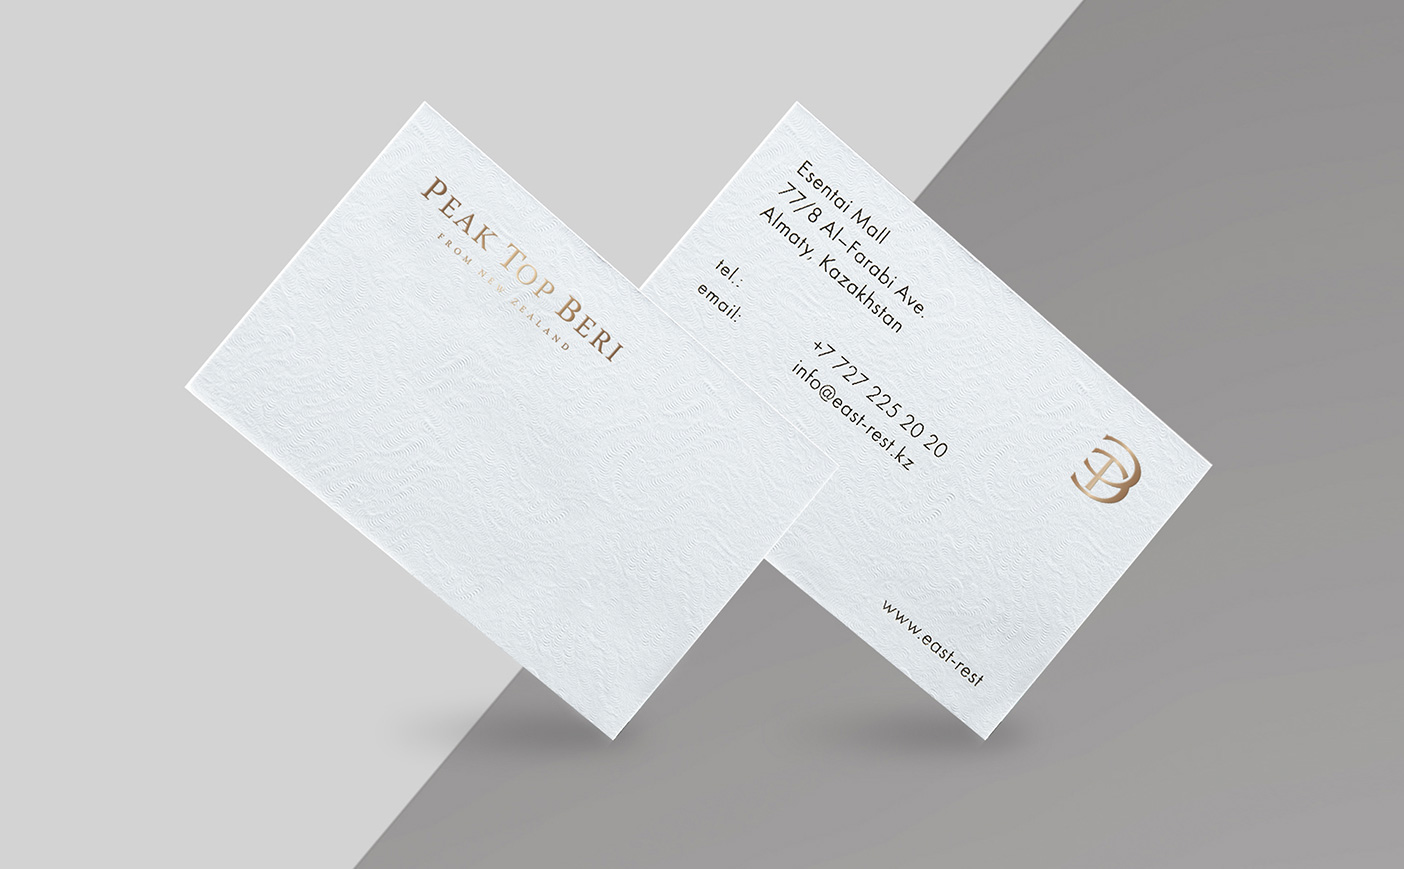 PEAK TOP BERI
FROM NEW ZEALAND
Esentai Mall
77/8 Al-Farabi Ave.
Almaty, Kazakhstan
tel.:
email:
+7 727 225 20 20
info@east-rest.kz
www.east-rest